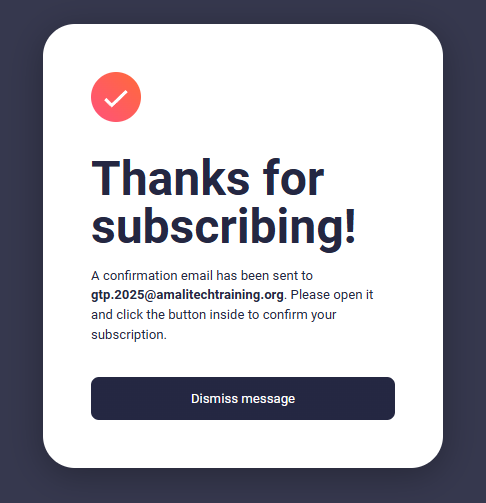 Thanks for
subscribing!
A confirmation email has been sent to
gtp.2025@amalitechtraining.org. Please open it
and click the button inside to confirm your
subscription.
Dismiss message